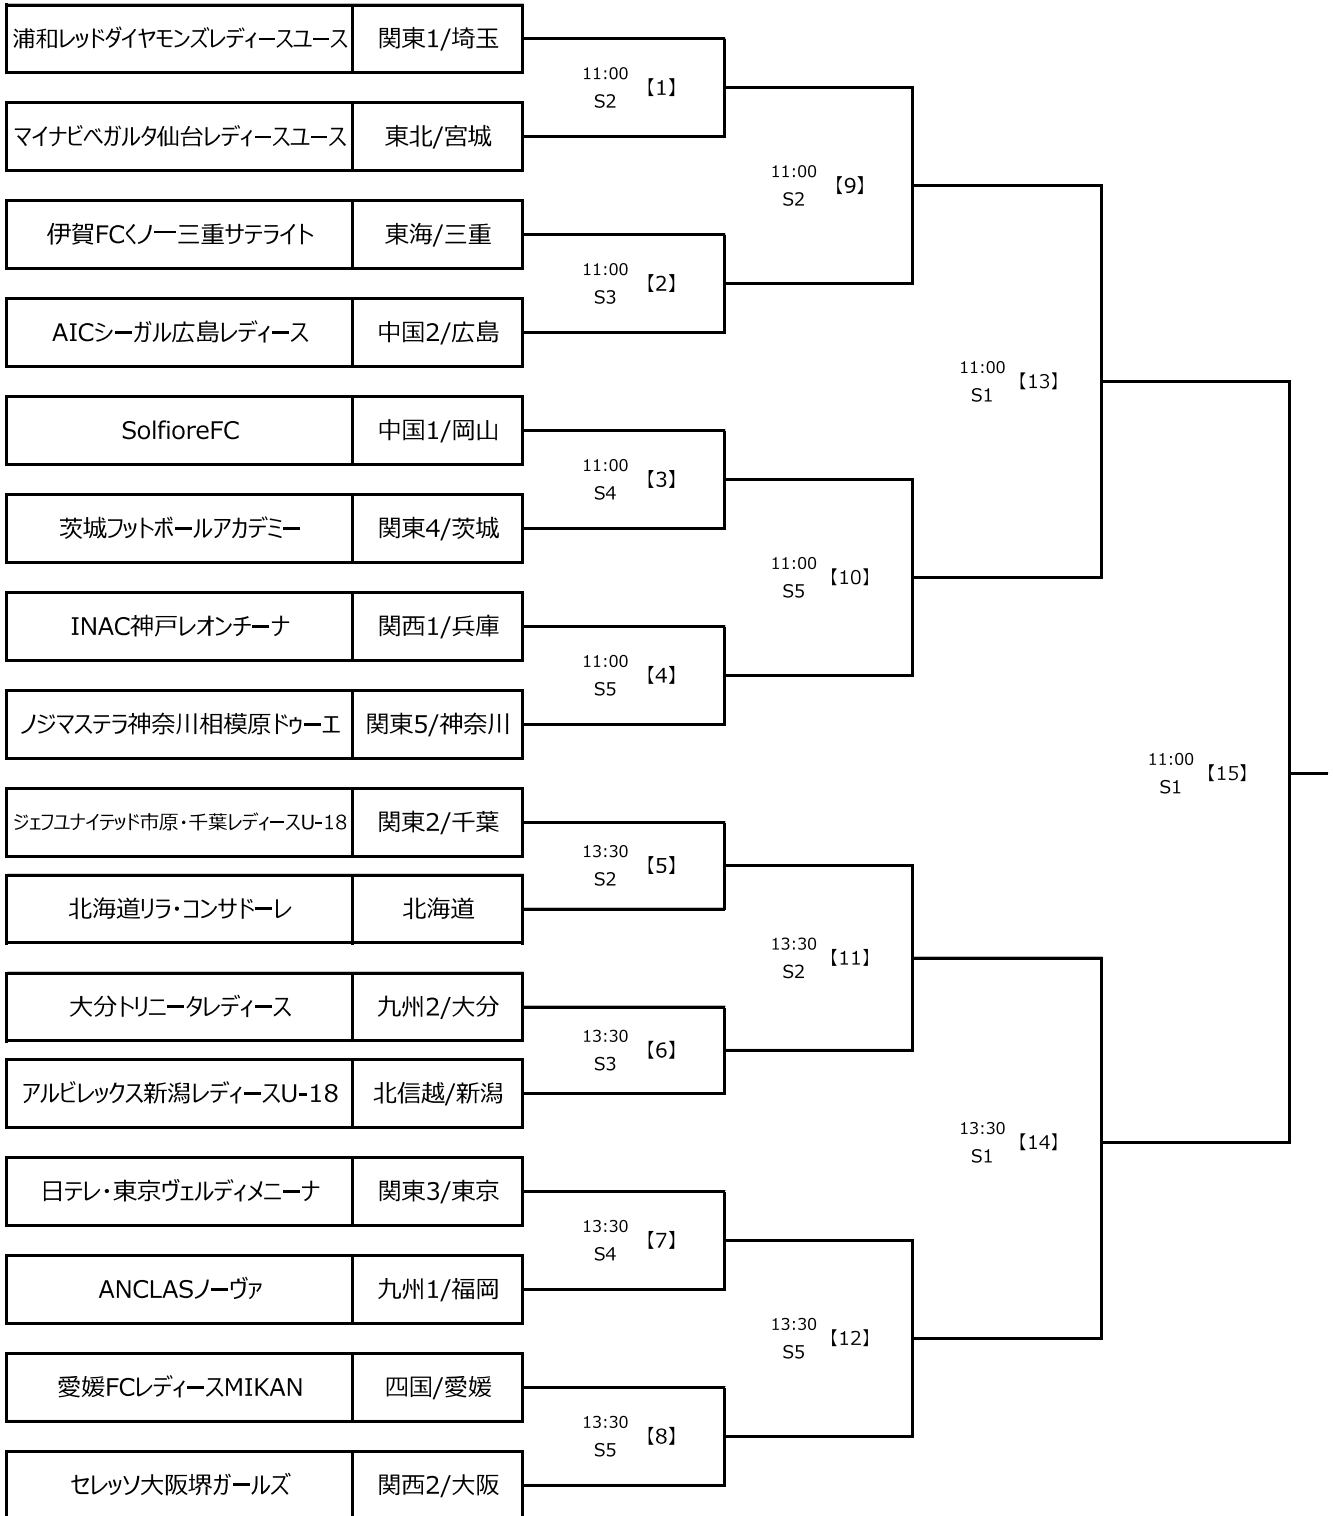 浦和レッドダイヤモンズレディースユース 関東1/埼玉
11:00 【1】
S2
マイナビベガルタ仙台レディースユース 東北/宮城
11:00 【9】
S2
伊賀FCくノ一三重サテライト 東海/三重
11:00 【2】
S3
AICシーガル広島レディース 中国2/広島
11:00 【13】
S1
SolfioreFC 中国1/岡山
11:00 【3】
S4
茨城フットボールアカデミー 関東4/茨城
11:00 【10】
S5
INAC神戸レオンチーナ 関西1/兵庫
11:00 【4】
S5
ノジマステラ神奈川相模原ドゥーエ 関東5/神奈川
11:00 【15】
S1
ジェフユナイテッド市原・千葉レディースU-18 関東2/千葉
13:30 【5】
S2
北海道リラ・コンサドーレ 北海道
13:30 【11】
S2
大分トリニータレディース 九州2/大分
13:30 【6】
S3
アルビレックス新潟レディースU-18 北信越/新潟
13:30 【14】
S1
日テレ・東京ヴェルディメニーナ 関東3/東京
13:30 【7】
S4
ANCLASノーヴァ 九州1/福岡
13:30 【12】
S5
愛媛FCレディースMIKAN 四国/愛媛
13:30 【8】
S5
セレッソ大阪堺ガールズ 関西2/大阪